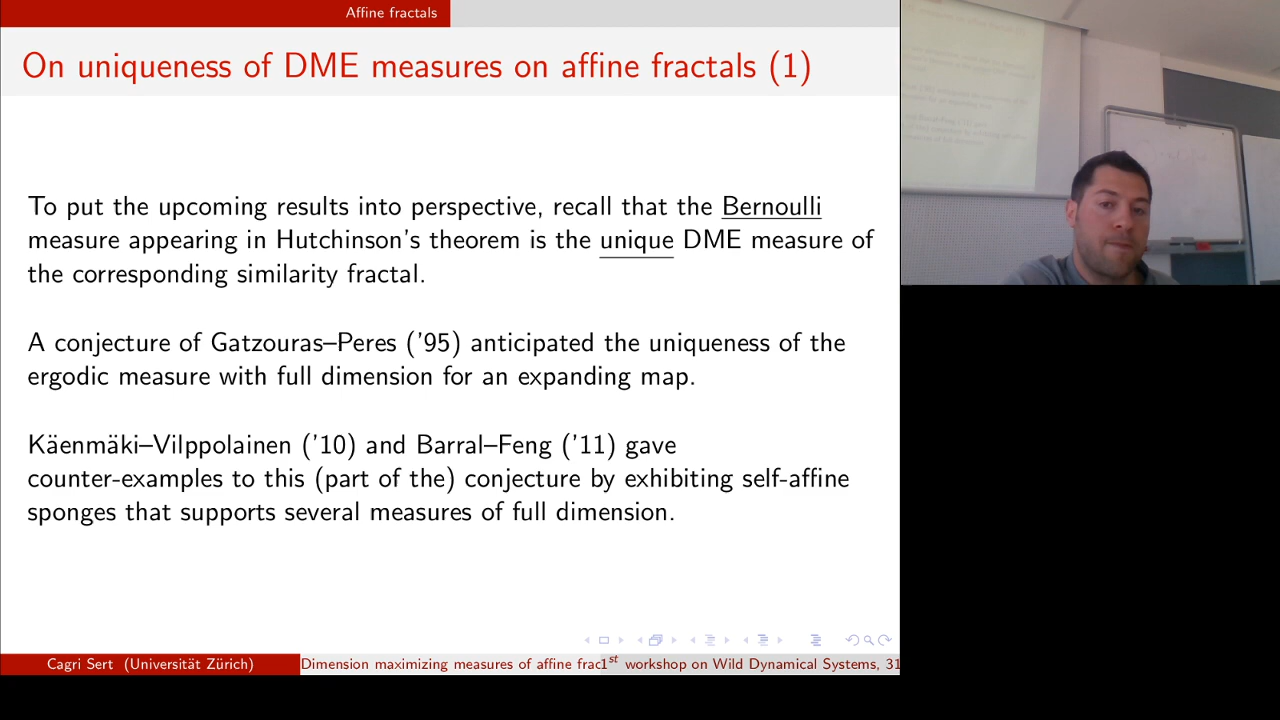 Affine fractals
On uniqueness of DME measures on affine fractals (1)
To put the upcoming results into perspective, recall that the Bernoulli
measure appearing in Hutchinson's theorem is the unique DME measure of
the corresponding similarity fractal.
A conjecture of Gatzouras–Peres ('95) anticipated the uniqueness of the
ergodic measure with full dimension for an expanding map.
Käenmäki–Vilppolainen ('10) and Barral–Feng ('11) gave
counter-examples to this (part of the) conjecture by exhibiting self-affine
sponges that supports several measures of full dimension.
Cagri Sert (Universität Zürich)
Dimension maximizing measures of affine frac
1st workshop on Wild Dynamical Systems, 31